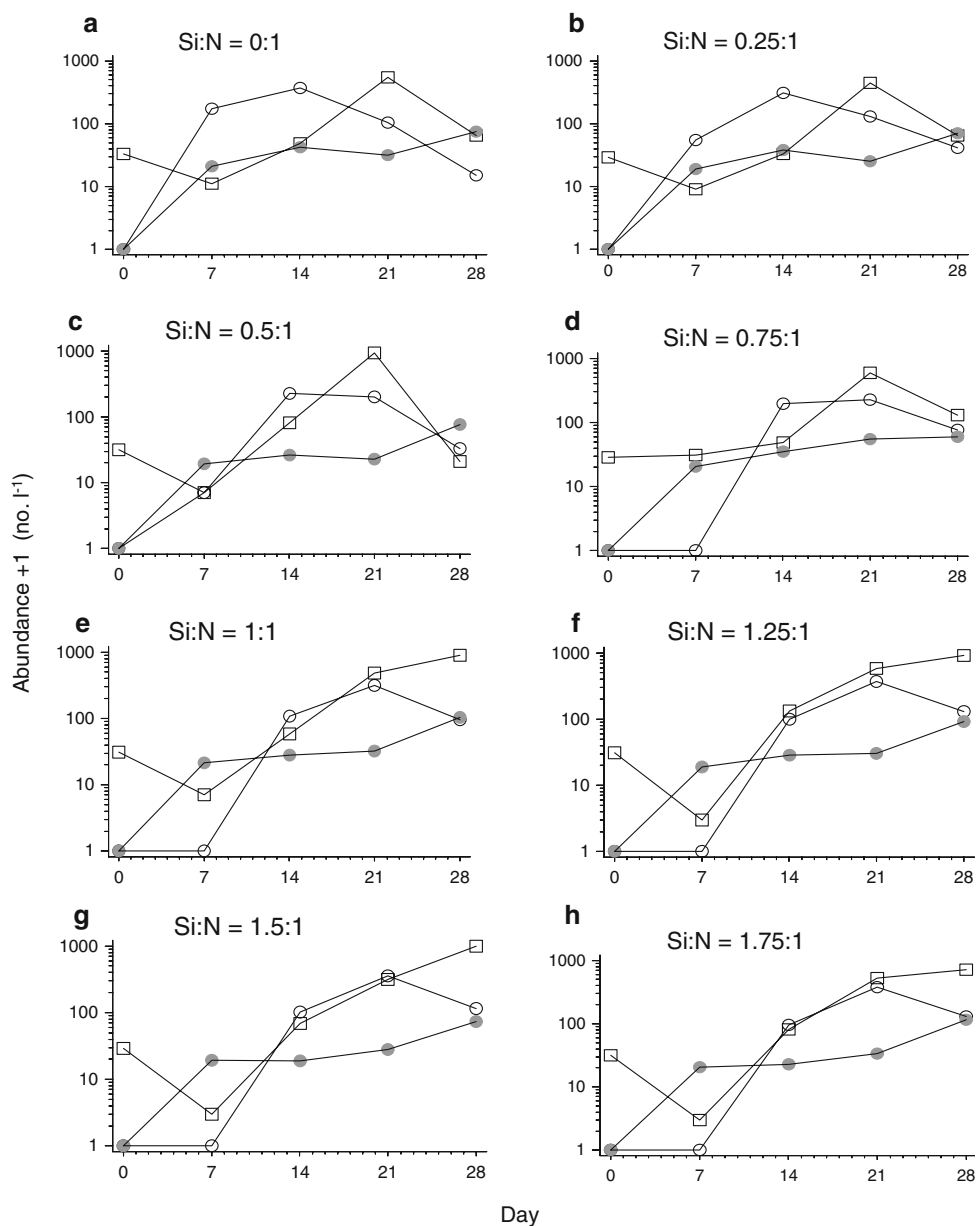 a
Si:N = 0:1
1000
100
10
1
0 7 14 21 28
b
Si:N = 0.25:1
1000
100
10
1
0 7 14 21 28
c
Si:N = 0.5:1
1000
100
10
1
0 7 14 21 28
d
Si:N = 0.75:1
1000
100
10
1
0 7 14 21 28
Abundance +1 (no. l-1)
e
Si:N = 1:1
1000
100
10
1
0 7 14 21 28
f
Si:N = 1.25:1
1000
100
10
1
0 7 14 21 28
g
Si:N = 1.5:1
1000
100
10
1
0 7 14 21 28
h
Si:N = 1.75:1
1000
100
10
1
0 7 14 21 28
Day